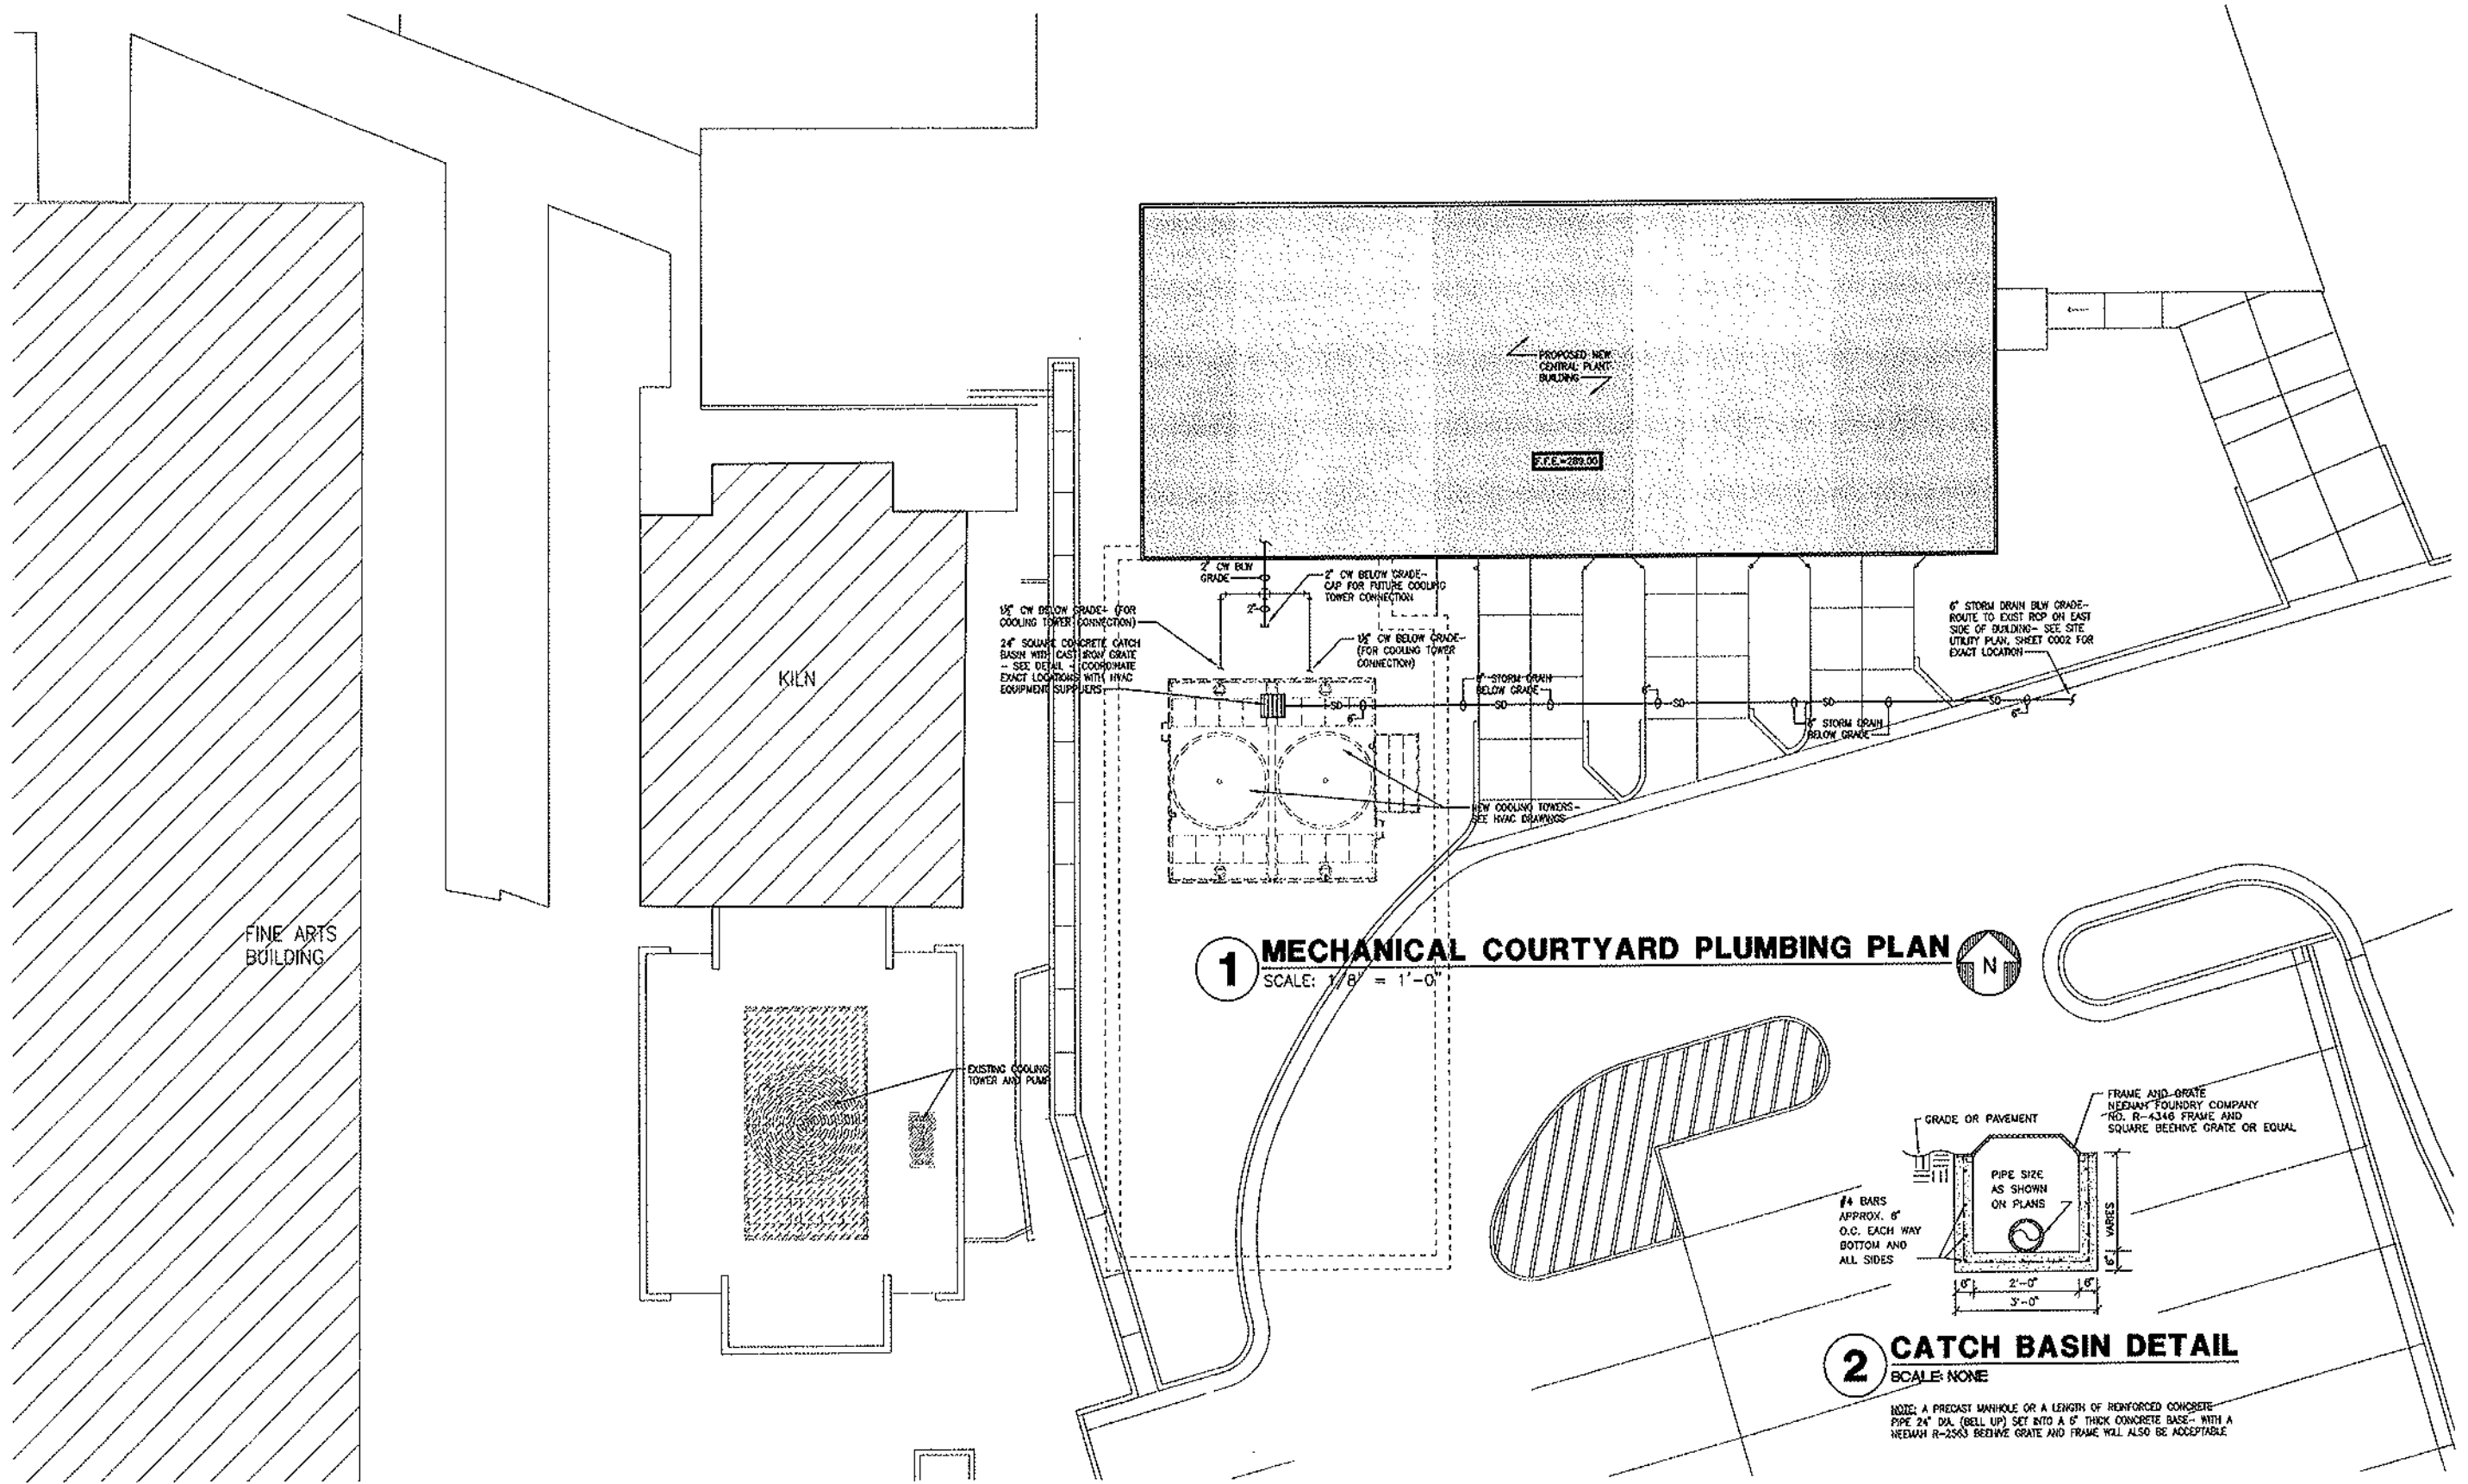 PROPOSED NEW
CENTRAL PLANT
BUILDING
F.F.E.=289.00
2" CW BLW
GRADE
2"
2" CW BELOW GRADE-
CAP FOR FUTURE COOLING
TOWER CONNECTION
1½" CW BELOW GRADE- (FOR
COOLING TOWER CONNECTION)
24" SQUARE CONCRETE CATCH
BASIN WITH CAST IRON GRATE
- SEE DETAIL - COORDINATE
EXACT LOCATIONS WITH HVAC
EQUIPMENT SUPPLIERS
1½" CW BELOW GRADE-
(FOR COOLING TOWER
CONNECTION)
6" STORM DRAIN BLW GRADE-
ROUTE TO EXIST RCP ON EAST
SIDE OF BUILDING- SEE SITE
UTILITY PLAN, SHEET C002 FOR
EXACT LOCATION
6" STORM DRAIN
BELOW GRADE
SD
6"
SD
6"
SD
SD
6"
6" STORM DRAIN
BELOW GRADE
KILN
NEW COOLING TOWERS-
SEE HVAC DRAWINGS
FINE ARTS
BUILDING
1 MECHANICAL COURTYARD PLUMBING PLAN
N
SCALE: 1/8" = 1'-0"
EXISTING COOLING
TOWER AND PUMP
GRADE OR PAVEMENT
FRAME AND GRATE
NEENAH FOUNDRY COMPANY
NO. R-4346 FRAME AND
SQUARE BEEHIVE GRATE OR EQUAL
PIPE SIZE
AS SHOWN
ON PLANS
#4 BARS
APPROX. 6"
O.C. EACH WAY
BOTTOM AND
ALL SIDES
VARIES
6"
6"
2'-0"
6"
3'-0"
2 CATCH BASIN DETAIL
SCALE: NONE
NOTE: A PRECAST MANHOLE OR A LENGTH OF REINFORCED CONCRETE
PIPE 24" DIA. (BELL UP) SET INTO A 6" THICK CONCRETE BASE- WITH A
NEENAH R-2563 BEEHIVE GRATE AND FRAME WILL ALSO BE ACCEPTABLE